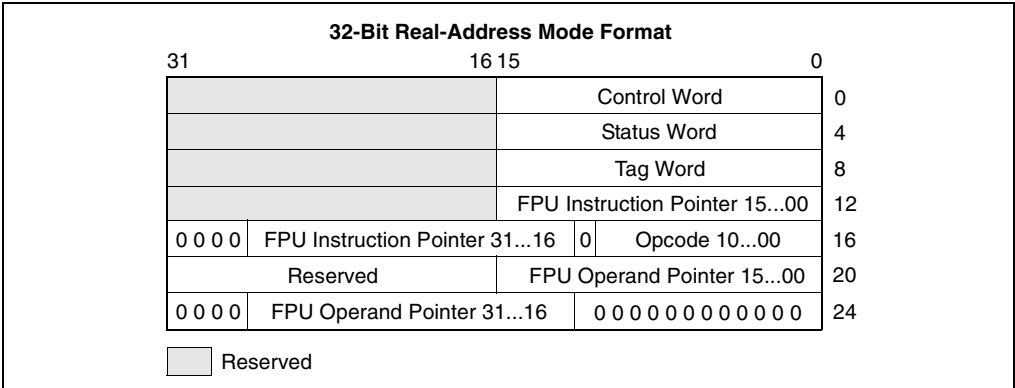 32-Bit Real-Address Mode Format
31 16 15 0
Control Word 0
Status Word 4
Tag Word 8
FPU Instruction Pointer 15...00 12
0 0 0 0 FPU Instruction Pointer 31...16 0 Opcode 10...00 16
Reserved FPU Operand Pointer 15...00 20
0 0 0 0 FPU Operand Pointer 31...16 0 0 0 0 0 0 0 0 0 0 0 0 24
Reserved